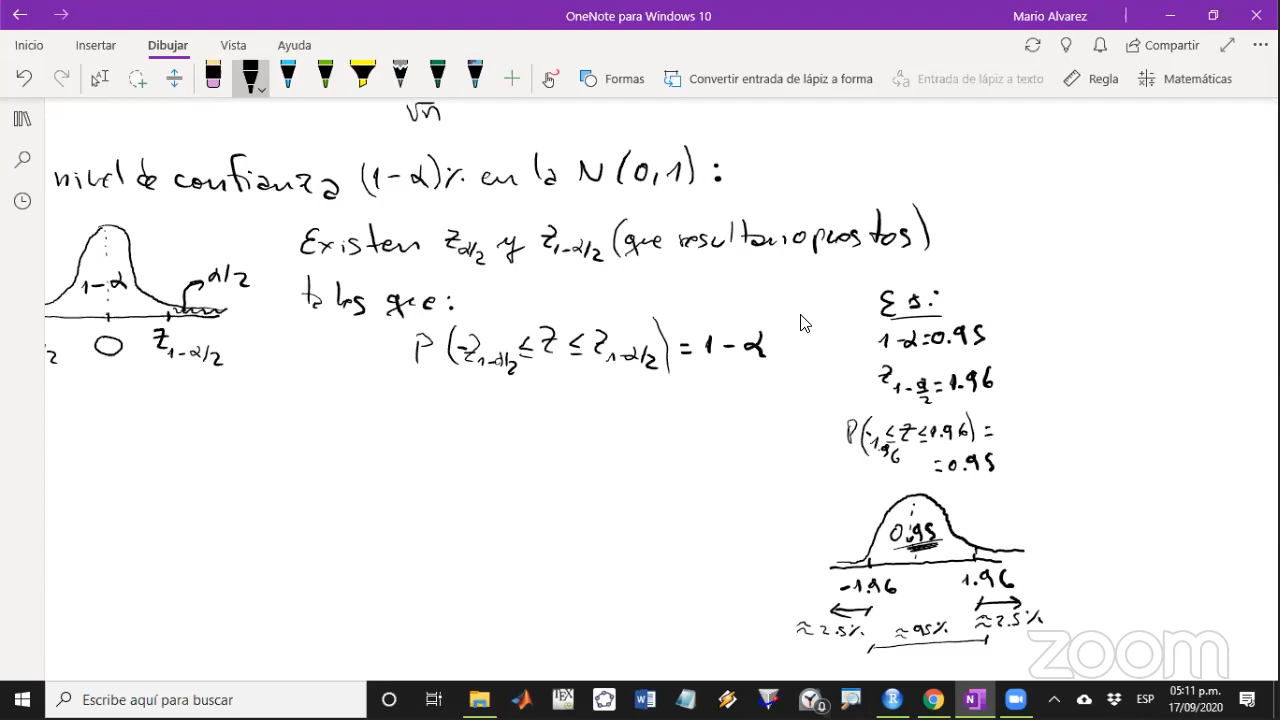 OneNote para Windows 10
Mario Alvarez
Inicio Insertar Dibujar Vista Ayuda
Compartir
Formas Convertir entrada de lápiz a forma Entrada de lápiz a texto Regla Matemáticas
√n
nivel de confianza (1-α)% en la N(0,1):
Existen z_{α/2} y z_{1-α/2} (que resultan opuestos)
tales que:
P(-z_{1-α/2} ≤ Z ≤ z_{1-α/2}) = 1-α
1-α
α/2
/2 0 z_{1-α/2}
Ej:
1-α=0.95
z_{1-α/2}=1.96
P(-1.96≤Z≤1.96)=
=0.95
0.95
-1.96 1.96
≈2.5% ≈95% ≈2.5%
zoom
Escribe aquí para buscar
ESP
05:11 p.m.
17/09/2020